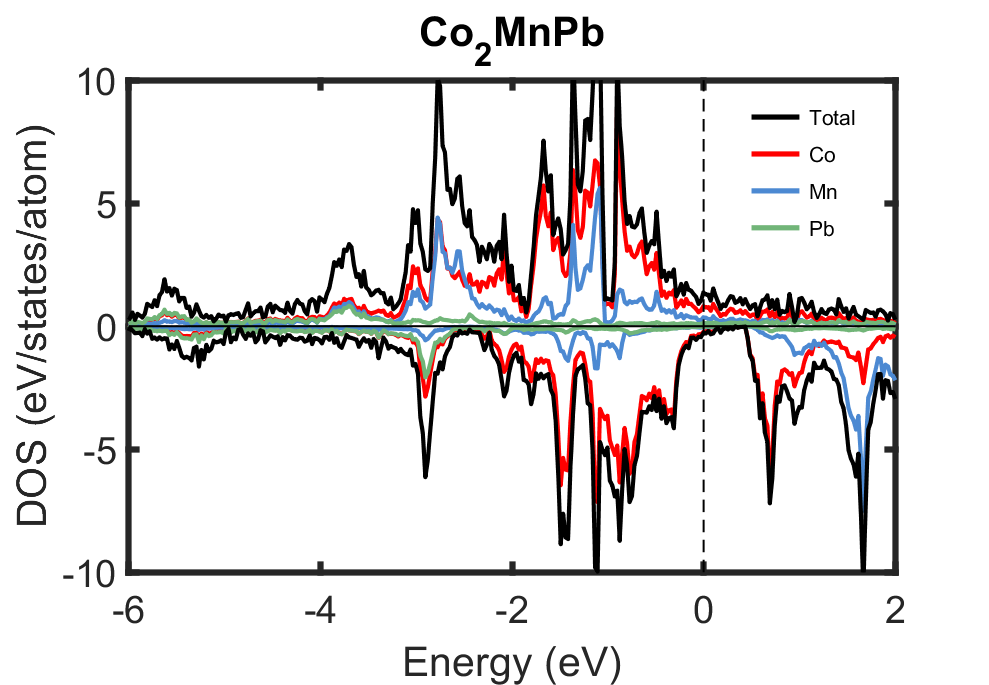 Co2MnPb
10
5
0
-5
-10
DOS (eV/states/atom)
Total
Co
Mn
Pb
-6 -4 -2 0 2
Energy (eV)